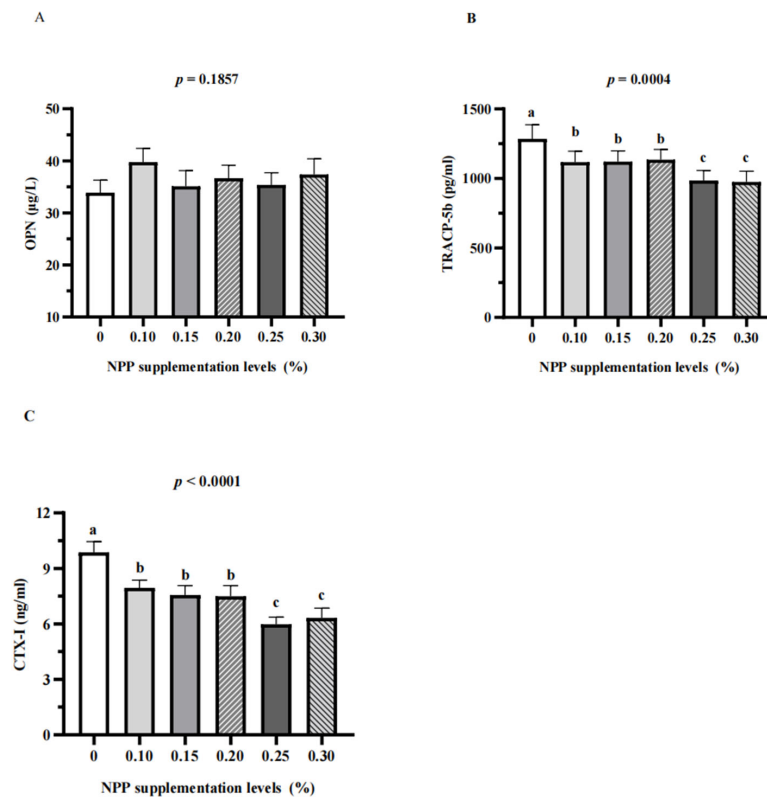 A
p = 0.1857
50
40
30
20
10
OPN (µg/L)
0 0.10 0.15 0.20 0.25 0.30
NPP supplementation levels (%)
B
p = 0.0004
1500
1000
500
0
TRACP-5b (pg/ml)
a b b b c c
0 0.10 0.15 0.20 0.25 0.30
NPP supplementation levels (%)
C
p < 0.0001
12
9
6
3
0
CTX-I (ng/ml)
a b b b c c
0 0.10 0.15 0.20 0.25 0.30
NPP supplementation levels (%)